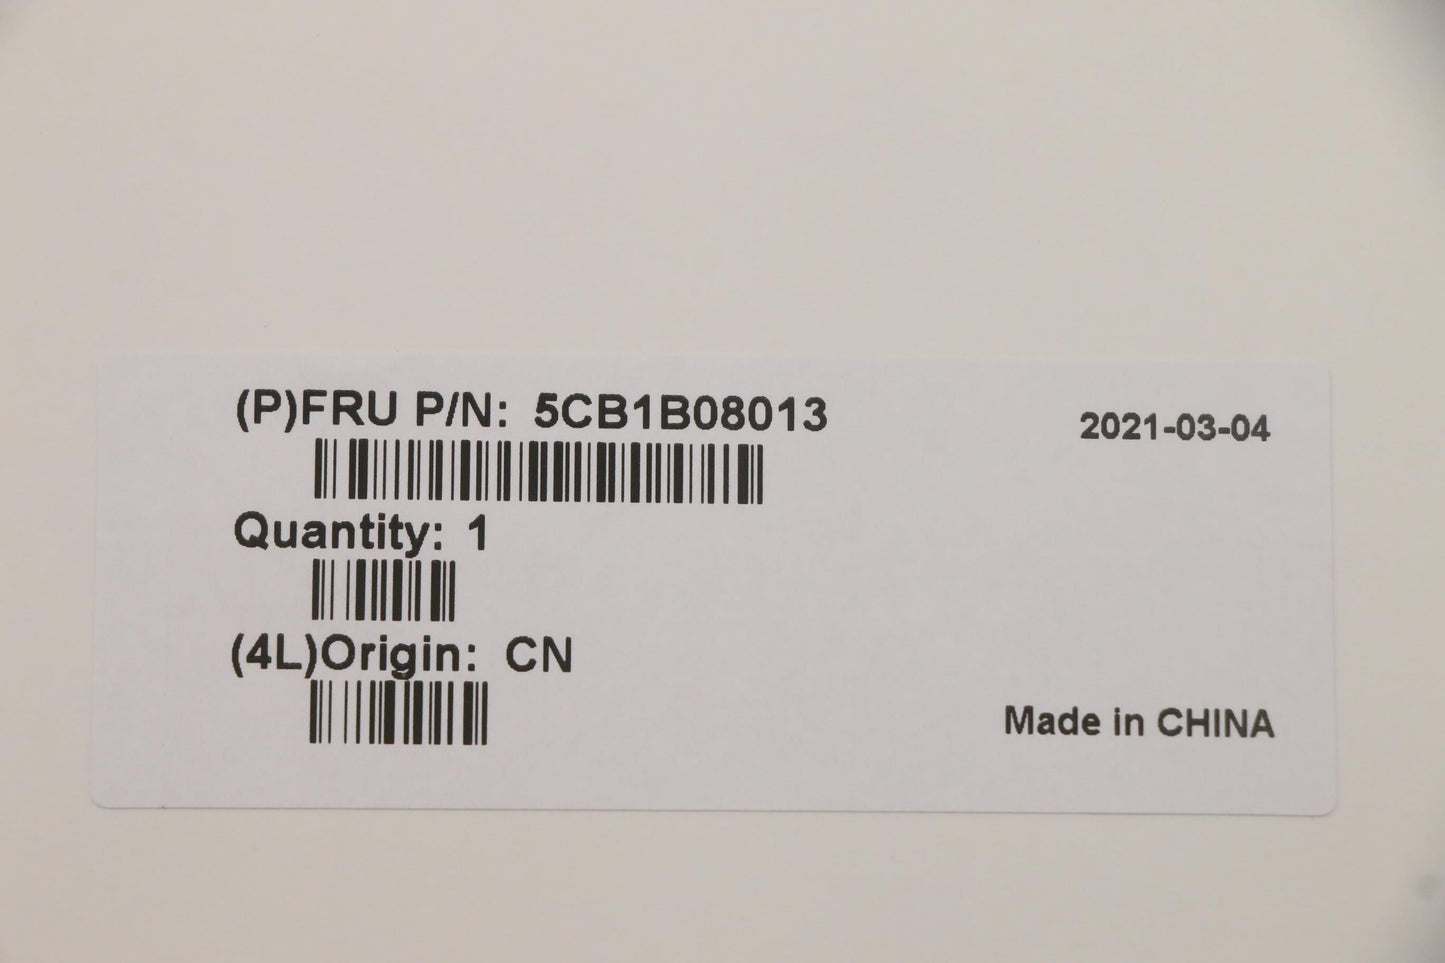 (P)FRU P/N: 5CB1B08013
2021-03-04
Quantity: 1
(4L)Origin: CN
Made in CHINA